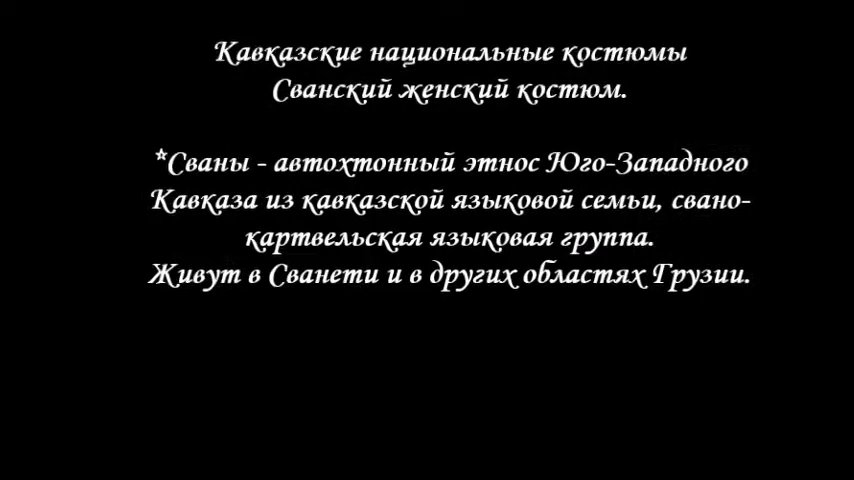 Кавказские национальные костюмы
Сванский женский костюм.
*Сваны - автохтонный этнос Юго-Западного
Кавказа из кавказской языковой семьи, свано-
картвельская языковая группа.
Живут в Сванети и в других областях Грузии.